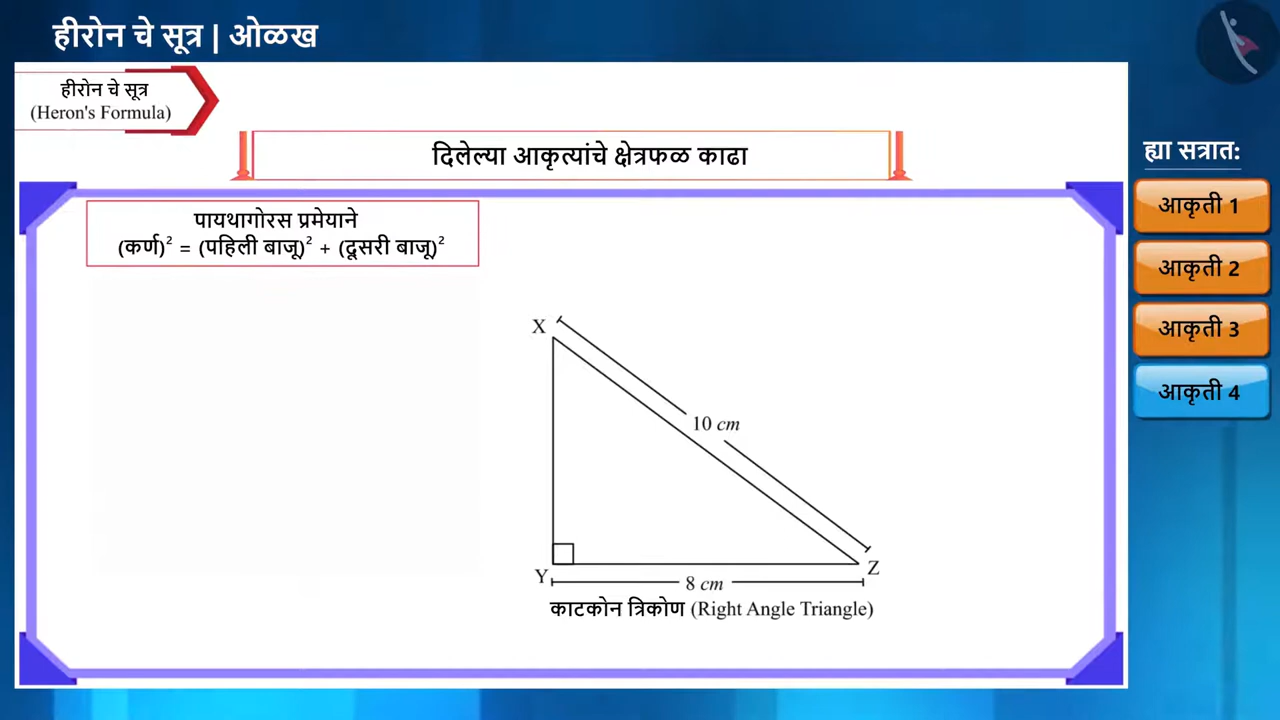 हीरोन चे सूत्र | ओळख
हीरोन चे सूत्र
(Heron's Formula)
दिलेल्या आकृत्यांचे क्षेत्रफळ काढा
ह्या सत्रात:
आकृती 1
आकृती 2
आकृती 3
आकृती 4
पायथागोरस प्रमेयाने
(कर्ण)² = (पहिली बाजू)² + (दूसरी बाजू)²
X
10 cm
Y
Z
8 cm
काटकोन त्रिकोण (Right Angle Triangle)